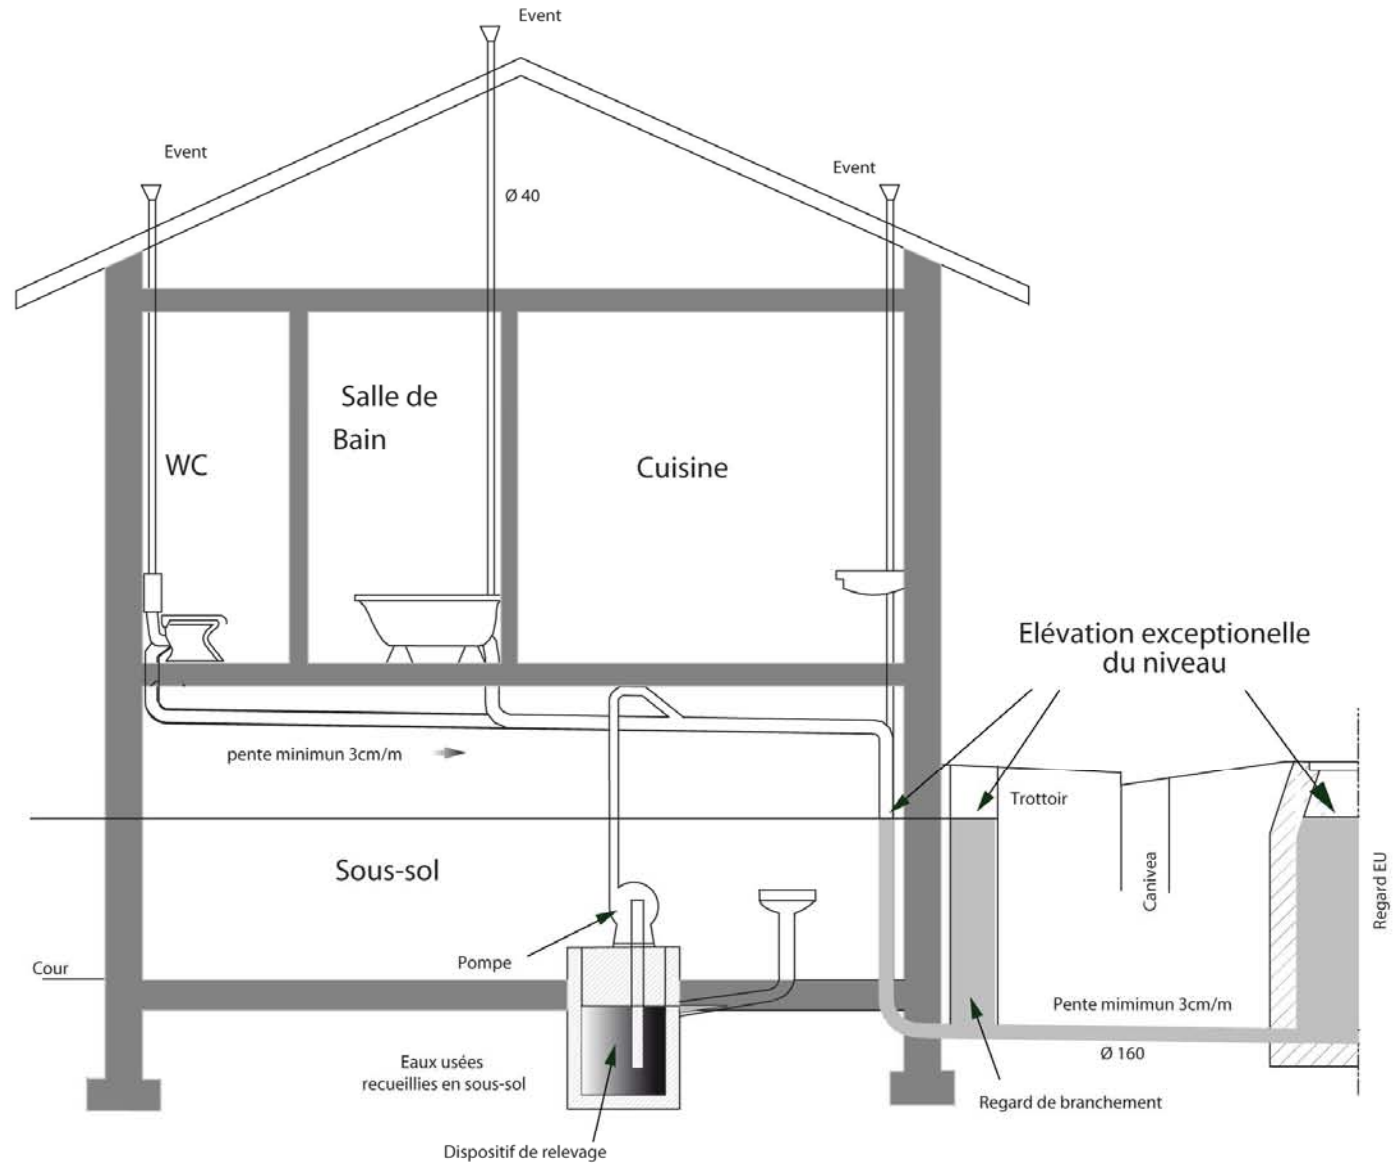 Event
Event
Event
Ø 40
Salle de
Bain
WC
Cuisine
Elévation exceptionelle
du niveau
pente minimun 3cm/m
Trottoir
Canivea
Regard EU
Sous-sol
Pompe
Cour
Pente mimimun 3cm/m
Ø 160
Eaux usées
recueillies en sous-sol
Regard de branchement
Dispositif de relevage